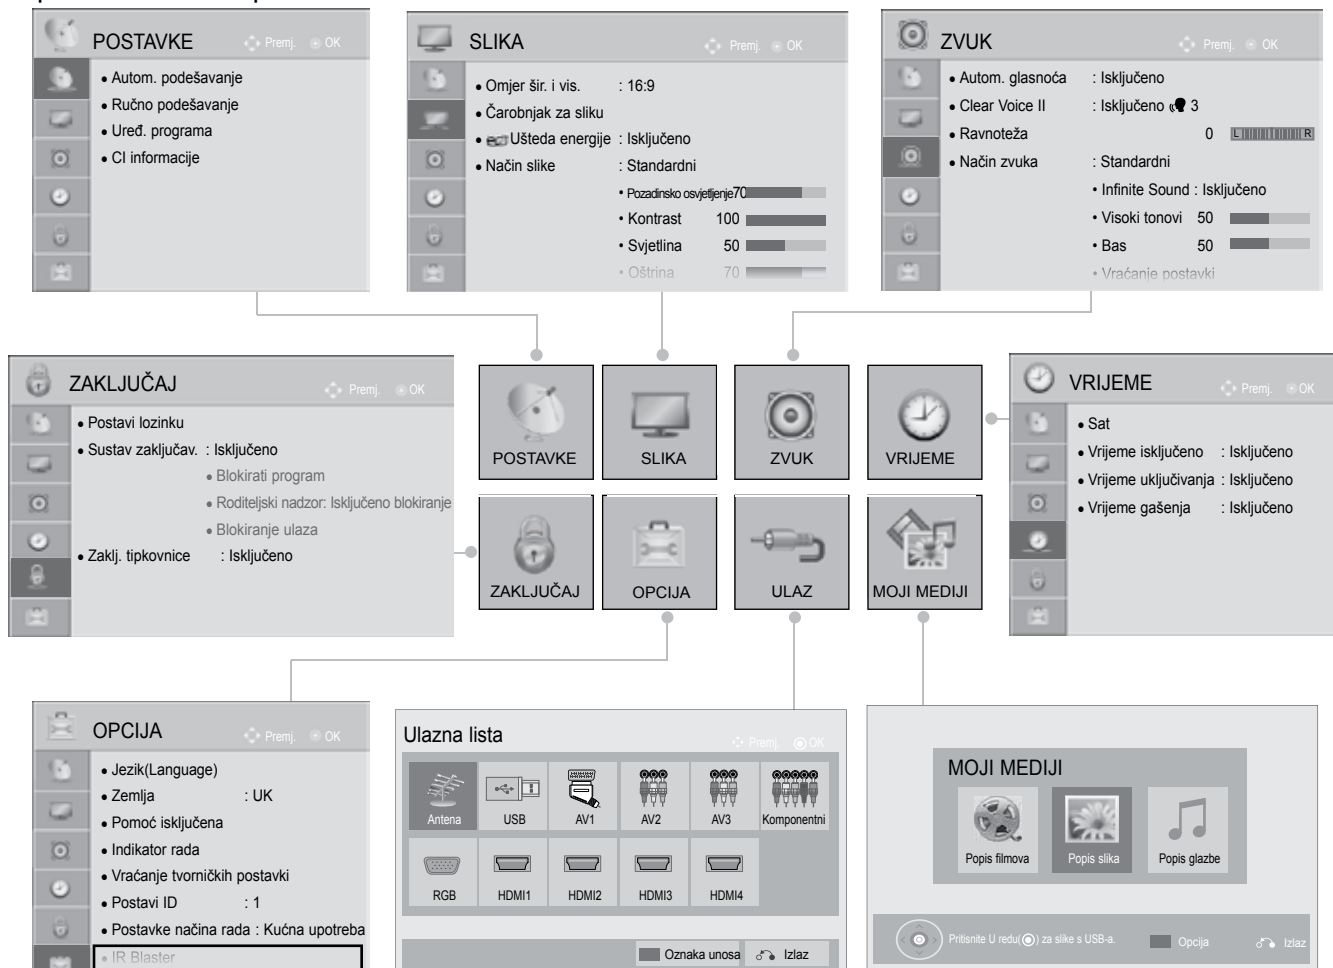 POSTAVKE
Premj. OK
• Autom. podešavanje
• Ručno podešavanje
• Uređ. programa
• CI informacije
SLIKA
Premj. OK
• Omjer šir. i vis. : 16:9
• Čarobnjak za sliku
• Ušteda energije : Isključeno
• Način slike : Standardni
• Pozadinsko osvjetljenje 70
• Kontrast 100
• Svjetlina 50
• Oštrina 70
ZVUK
Premj. OK
• Autom. glasnoća : Isključeno
• Clear Voice II : Isključeno 3
• Ravnoteža 0 L R
• Način zvuka : Standardni
• Infinite Sound : Isključeno
• Visoki tonovi 50
• Bas 50
• Vraćanje postavki
ZAKLJUČAJ
Premj. OK
• Postavi lozinku
• Sustav zaključav. : Isključeno
• Blokirati program
• Roditeljski nadzor: Isključeno blokiranje
• Blokiranje ulaza
• Zaklj. tipkovnice : Isključeno
POSTAVKE
SLIKA
ZVUK
VRIJEME
ZAKLJUČAJ
OPCIJA
ULAZ
MOJI MEDIJI
VRIJEME
Premj. OK
• Sat
• Vrijeme isključeno : Isključeno
• Vrijeme uključivanja : Isključeno
• Vrijeme gašenja : Isključeno
OPCIJA
Premj. OK
• Jezik(Language)
• Zemlja : UK
• Pomoć isključena
• Indikator rada
• Vraćanje tvorničkih postavki
• Postavi ID : 1
• Postavke načina rada : Kućna upotreba
• IR Blaster
Ulazna lista
Premj. OK
Antena
USB
AV1
AV2
AV3
Komponentni
RGB
HDMI1
HDMI2
HDMI3
HDMI4
Oznaka unosa Izlaz
MOJI MEDIJI
Popis filmova
Popis slika
Popis glazbe
Pritisnite U redu(◉) za slike s USB-a. Opcija Izlaz